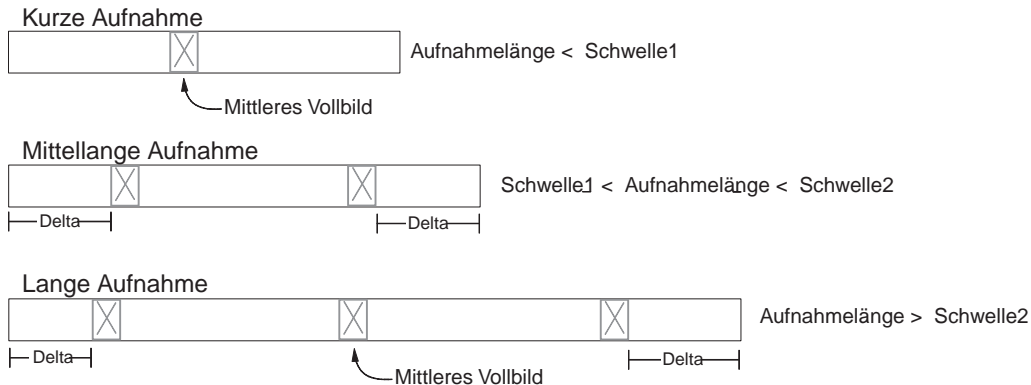 Kurze Aufnahme
Aufnahmelänge < Schwelle1
Mittleres Vollbild
Mittellange Aufnahme
Schwelle1 < Aufnahmelänge < Schwelle2
Delta
Delta
Lange Aufnahme
Aufnahmelänge > Schwelle2
Delta
Delta
Mittleres Vollbild